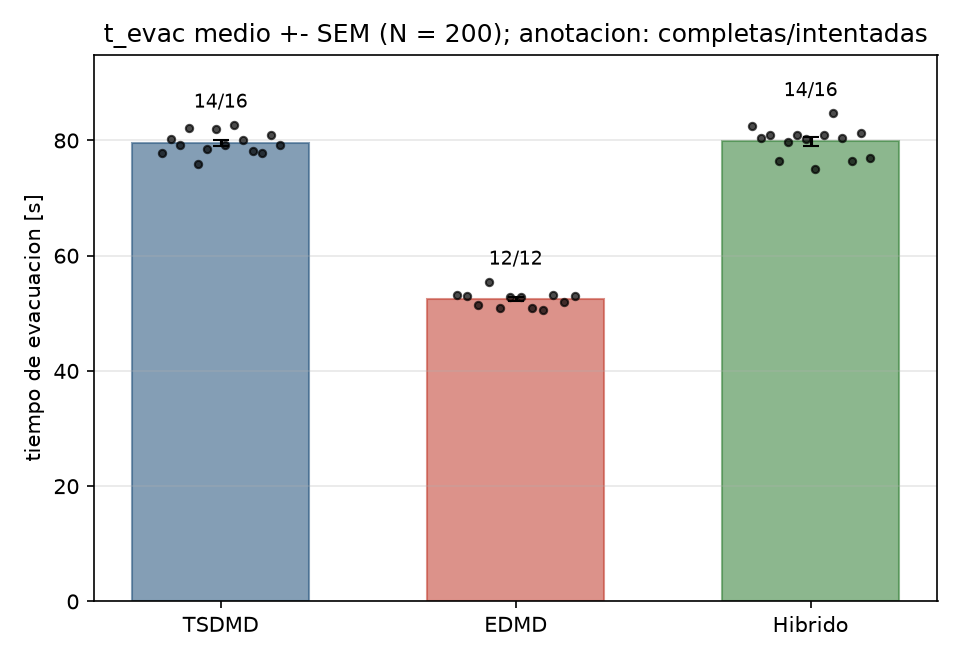 t_evac medio +- SEM (N = 200); anotacion: completas/intentadas
14/16
14/16
12/12
tiempo de evacuacion [s]
80
60
40
20
0
TSDMD
EDMD
Hibrido